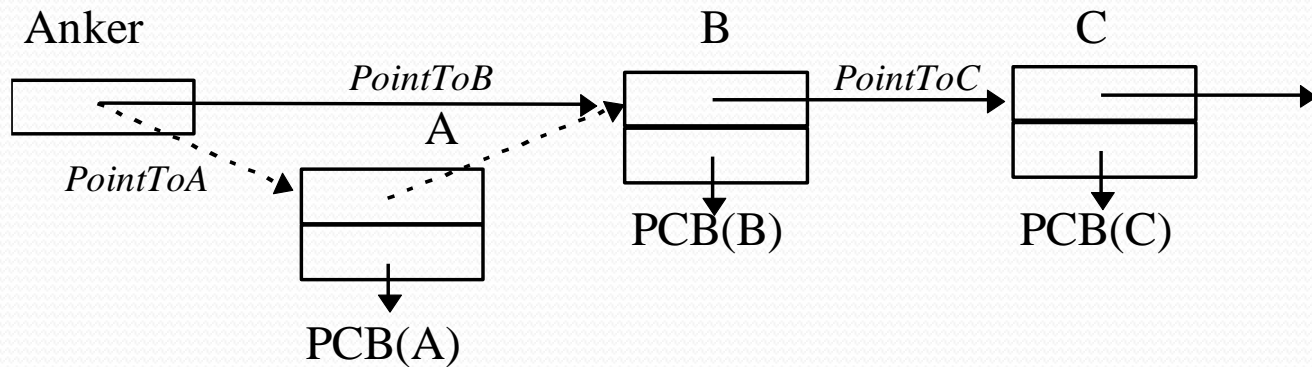 Anker
B
C
PointToB
PointToC
A
PointToA
PCB(B)
PCB(C)
PCB(A)